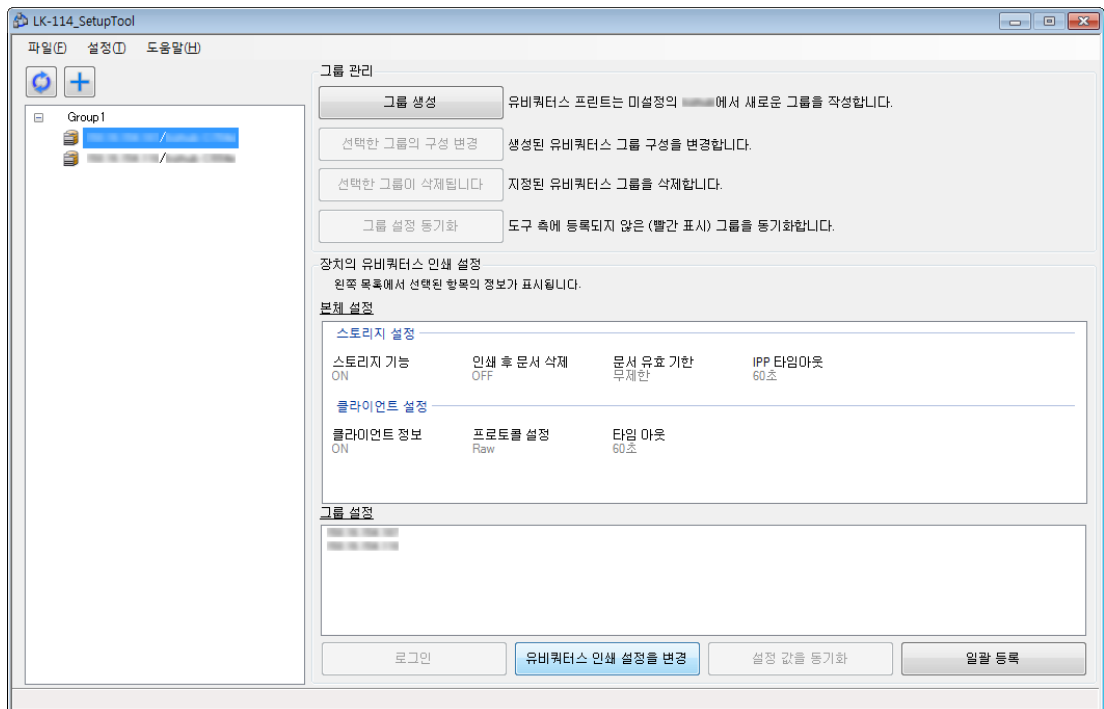 LK-114_SetupTool
파일(F) 설정(T) 도움말(H)
Group1
/
/
그룹 관리
그룹 생성 유비쿼터스 프린트는 미설정의 에서 새로운 그룹을 작성합니다.
선택한 그룹의 구성 변경 생성된 유비쿼터스 그룹 구성을 변경합니다.
선택한 그룹이 삭제됩니다 지정된 유비쿼터스 그룹을 삭제합니다.
그룹 설정 동기화 도구 측에 등록되지 않은 (빨간 표시) 그룹을 동기화합니다.
장치의 유비쿼터스 인쇄 설정
왼쪽 목록에서 선택된 항목의 정보가 표시됩니다.
본체 설정
스토리지 설정
스토리지 기능 인쇄 후 문서 삭제 문서 유효 기한 IPP 타임아웃
ON OFF 무제한 60초
클라이언트 설정
클라이언트 정보 프로토콜 설정 타임 아웃
ON Raw 60초
그룹 설정
로그인 유비쿼터스 인쇄 설정을 변경 설정 값을 동기화 일괄 등록